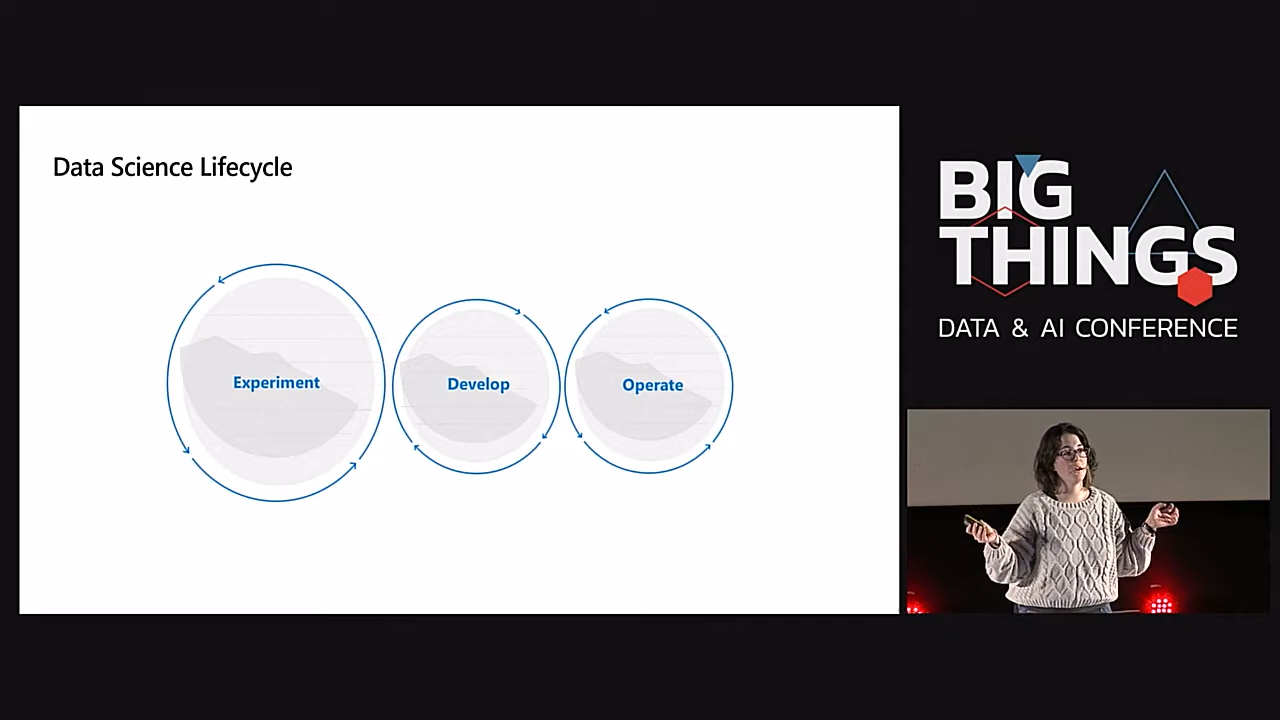 Data Science Lifecycle
Experiment
Develop
Operate
BIG
THINGS
DATA & AI CONFERENCE